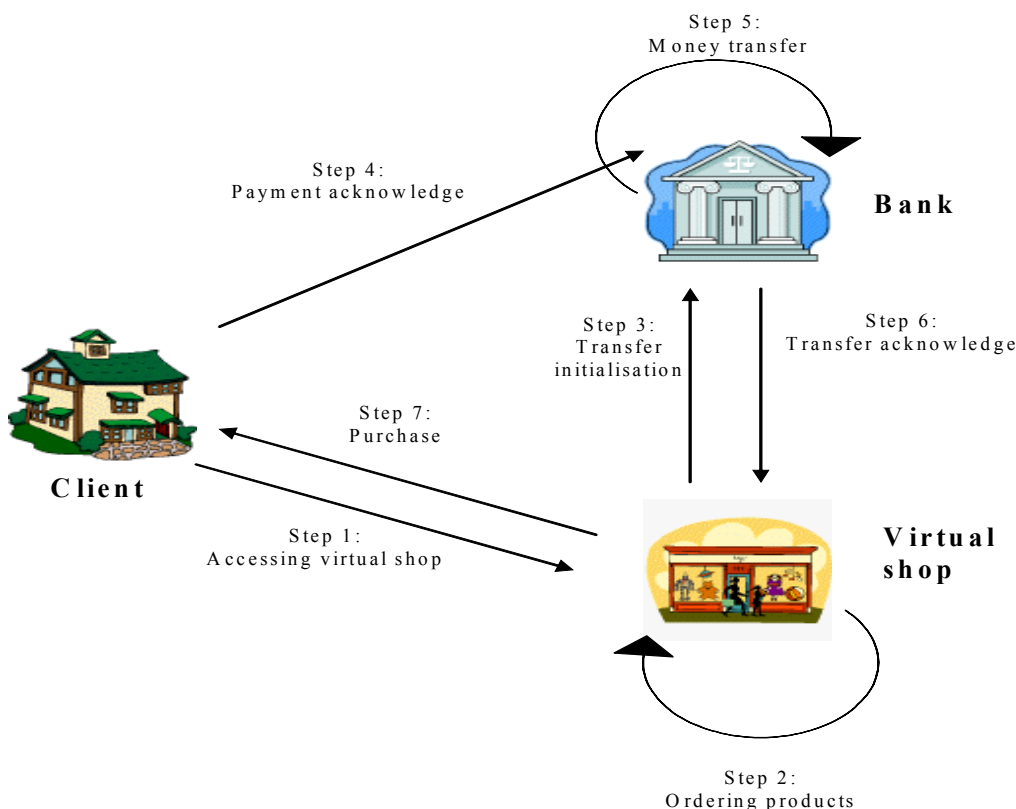 Step 5:
Money transfer
Step 4:
Payment acknowledge
Bank
Step 3:
Transfer
initialisation
Step 6:
Transfer acknowledge
Step 7:
Purchase
Client
Step 1:
Accessing virtual shop
Virtual
shop
Step 2:
Ordering products